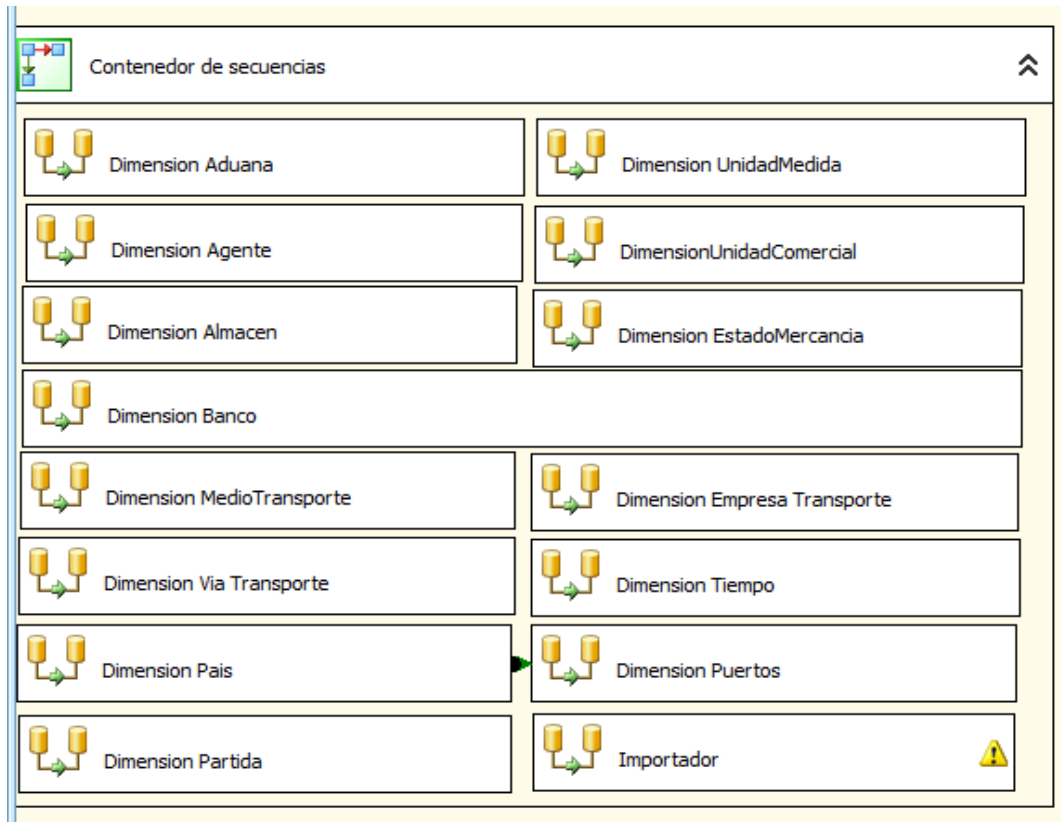 Contenedor de secuencias
Dimension Aduana
Dimension UnidadMedida
Dimension Agente
DimensionUnidadComercial
Dimension Almacen
Dimension EstadoMercancia
Dimension Banco
Dimension MedioTransporte
Dimension Empresa Transporte
Dimension Via Transporte
Dimension Tiempo
Dimension Pais
Dimension Puertos
Dimension Partida
Importador